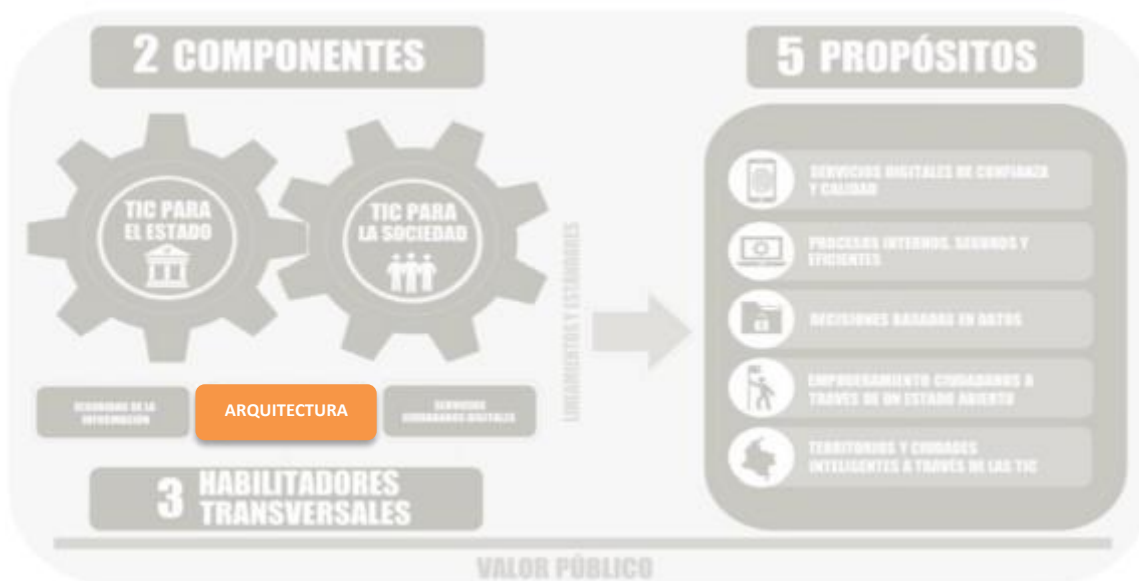 2 COMPONENTES
TIC PARA
EL ESTADO
TIC PARA
LA SOCIEDAD
SEGURIDAD DE LA
INFORMACIÓN
ARQUITECTURA
SERVICIOS
CIUDADANOS DIGITALES
3 HABILITADORES
TRANSVERSALES
LINEAMIENTOS Y ESTÁNDARES
5 PROPÓSITOS
SERVICIOS DIGITALES DE CONFIANZA
Y CALIDAD
PROCESOS INTERNOS, SEGUROS Y
EFICIENTES
DECISIONES BASADAS EN DATOS
EMPODERAMIENTO CIUDADANOS A
TRAVÉS DE UN ESTADO ABIERTO
TERRITORIOS Y CIUDADES
INTELIGENTES A TRAVÉS DE LAS TIC
VALOR PÚBLICO